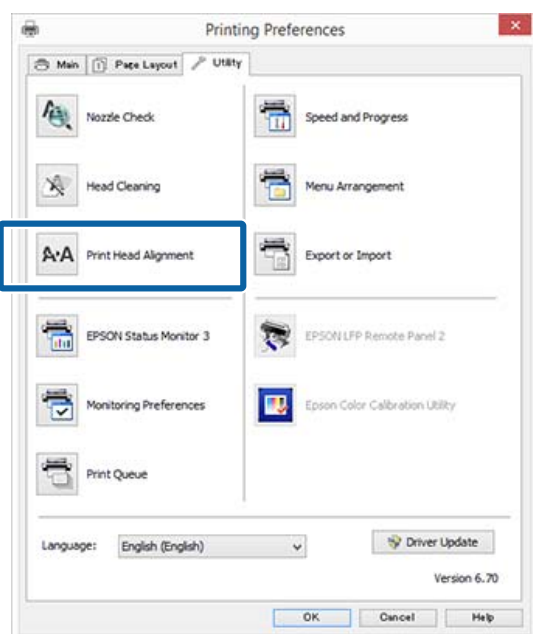 Printing Preferences
Main
Page Layout
Utility
Nozzle Check
Speed and Progress
Head Cleaning
Menu Arrangement
A·A Print Head Alignment
Export or Import
EPSON Status Monitor 3
EPSON LFP Remote Panel 2
Monitoring Preferences
Epson Color Calibration Utility
Print Queue
Language: English (English)
Driver Update
Version 6.70
OK
Cancel
Help